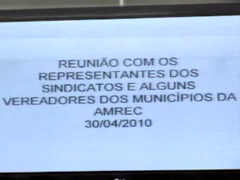 REUNIÃO COM OS
REPRESENTANTES DOS
SINDICATOS E ALGUNS
VEREADORES DOS MUNICÍPIOS DA
AMREC
30/04/2010